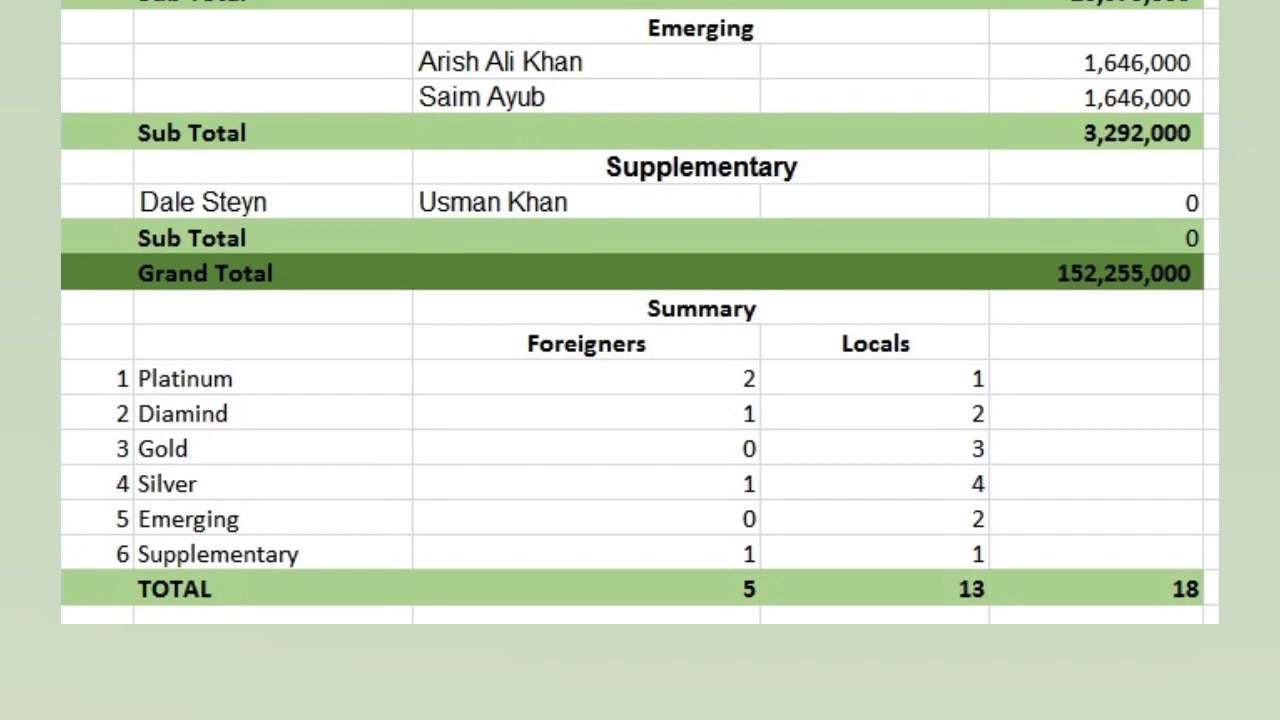 Emerging
Arish Ali Khan 1,646,000
Saim Ayub 1,646,000
Sub Total 3,292,000
Supplementary
Dale Steyn Usman Khan 0
Sub Total 0
Grand Total 152,255,000
Summary
Foreigners Locals
1 Platinum 2 1
2 Diamind 1 2
3 Gold 0 3
4 Silver 1 4
5 Emerging 0 2
6 Supplementary 1 1
TOTAL 5 13 18